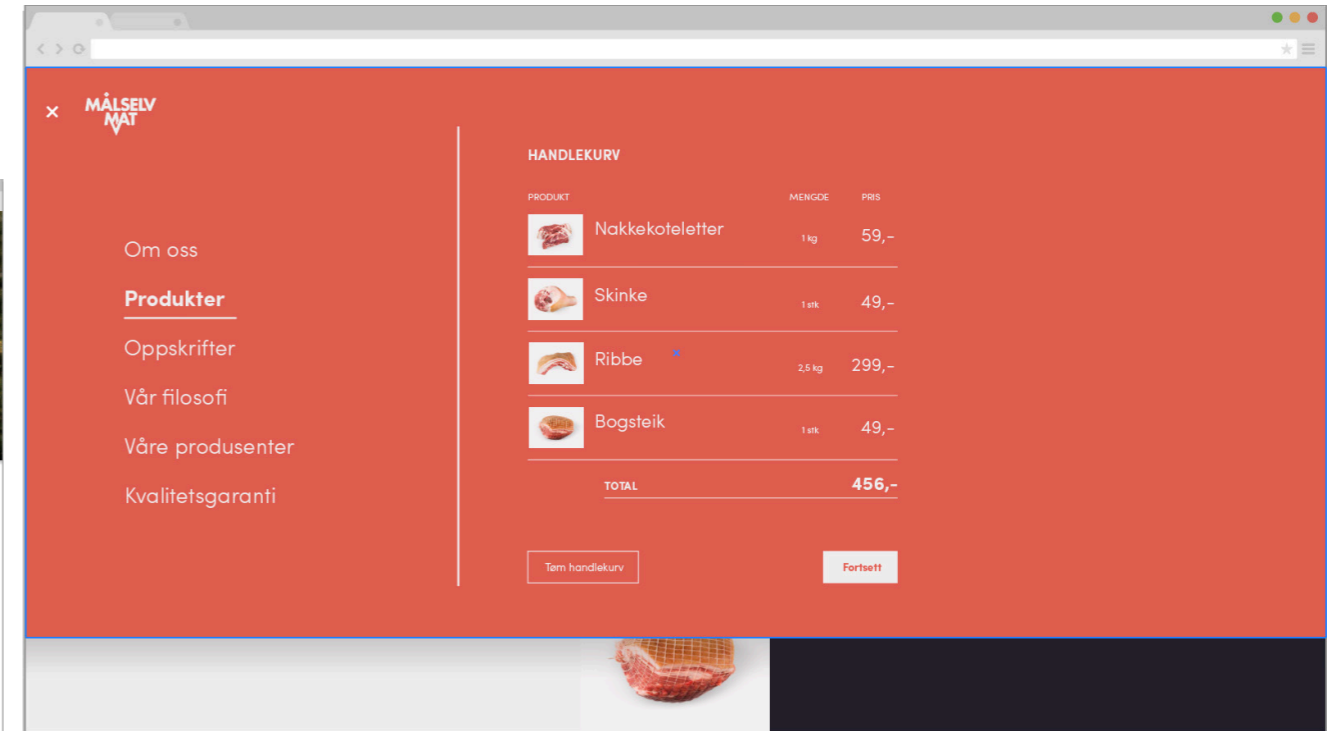 MÅLSELV
MAT
Om oss
Produkter
Oppskrifter
Vår filosofi
Våre produsenter
Kvalitetsgaranti
HANDLEKURV
PRODUKT MENGDE PRIS
Nakkekoteletter 1 kg 59,–
Skinke 1 stk 49,–
Ribbe 2,5 kg 299,–
Bogsteik 1 stk 49,–
TOTAL 456,–
Tøm handlekurv Fortsett